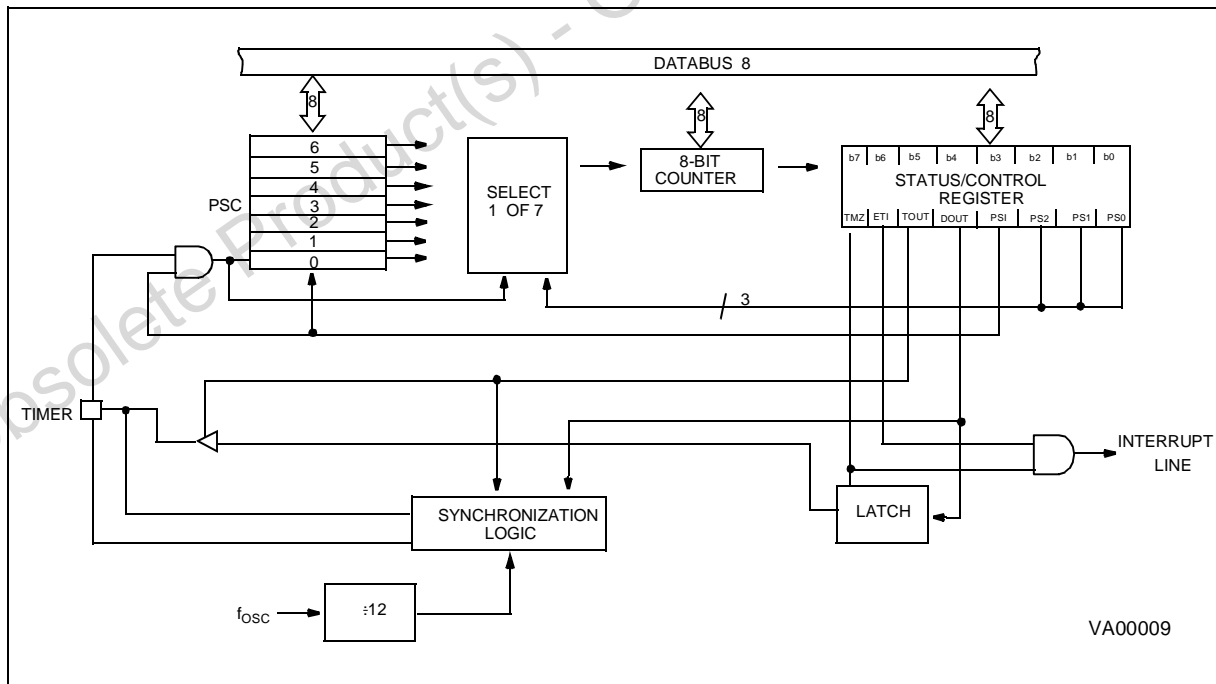 Obsolete Product(s) - O
DATABUS 8
8
8
8
6
5
4
3
2
1
0
PSC
SELECT
1 OF 7
8-BIT
COUNTER
b7 b6 b5 b4 b3 b2 b1 b0
STATUS/CONTROL
REGISTER
TMZ ETI TOUT DOUT PSI PS2 PS1 PS0
3
TIMER
INTERRUPT
LINE
SYNCHRONIZATION
LOGIC
LATCH
fOSC
÷12
VA00009